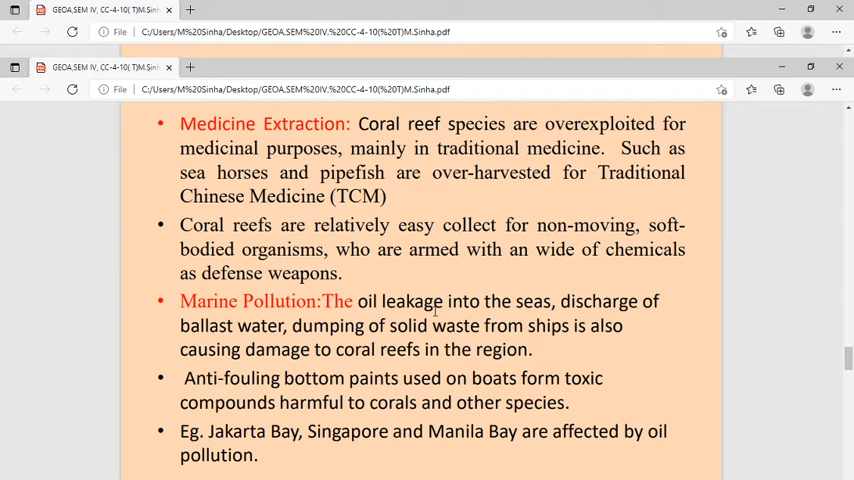 GEOA,SEM IV, CC-4-10( T)M.Sinh
File C:/Users/M%20Sinha/Desktop/GEOA.SEM%20IV.%20CC-4-10(%20T)M.Sinha.pdf
GEOA,SEM IV, CC-4-10( T)M.Sinh
File C:/Users/M%20Sinha/Desktop/GEOA.SEM%20IV.%20CC-4-10(%20T)M.Sinha.pdf
• Medicine Extraction: Coral reef species are overexploited for
medicinal purposes, mainly in traditional medicine. Such as
sea horses and pipefish are over-harvested for Traditional
Chinese Medicine (TCM)
• Coral reefs are relatively easy collect for non-moving, soft-
bodied organisms, who are armed with an wide of chemicals
as defense weapons.
• Marine Pollution:The oil leakage into the seas, discharge of
ballast water, dumping of solid waste from ships is also
causing damage to coral reefs in the region.
• Anti-fouling bottom paints used on boats form toxic
compounds harmful to corals and other species.
• Eg. Jakarta Bay, Singapore and Manila Bay are affected by oil
pollution.